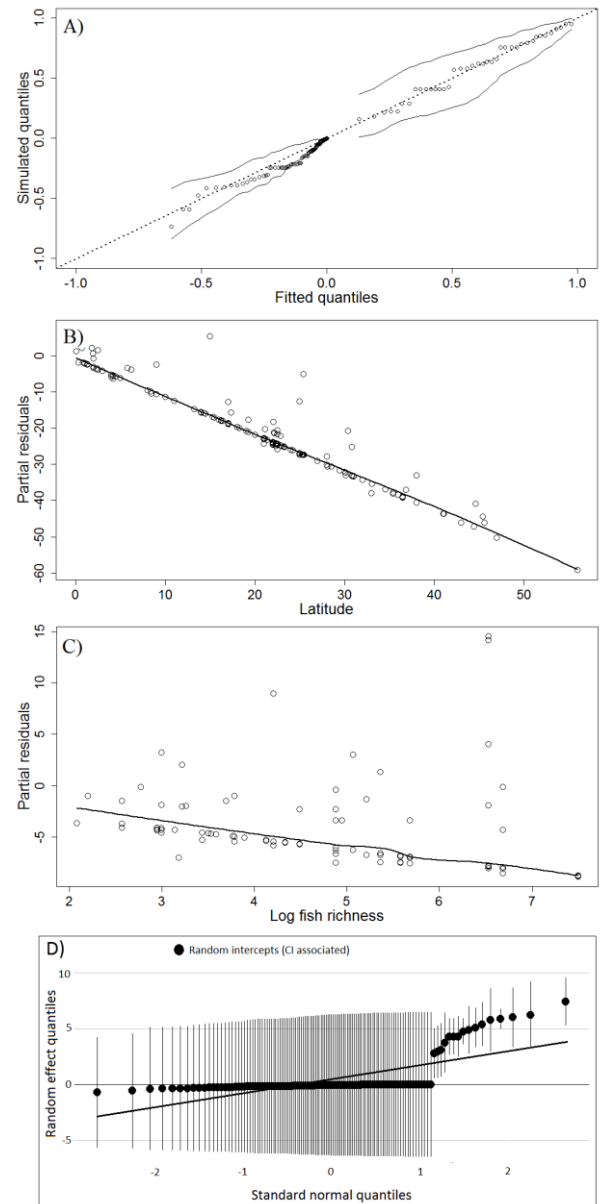 A)
1.0
0.5
0.0
-0.5
-1.0
Simulated quantiles
-1.0 -0.5 0.0 0.5 1.0
Fitted quantiles
B)
0
-10
-20
-30
-40
-50
-60
Partial residuals
0 10 20 30 40 50
Latitude
C)
15
10
5
0
-5
Partial residuals
2 3 4 5 6 7
Log fish richness
D)
Random intercepts (CI associated)
10
5
0
-5
Random effect quantiles
-2 -1 0 1 2
Standard normal quantiles